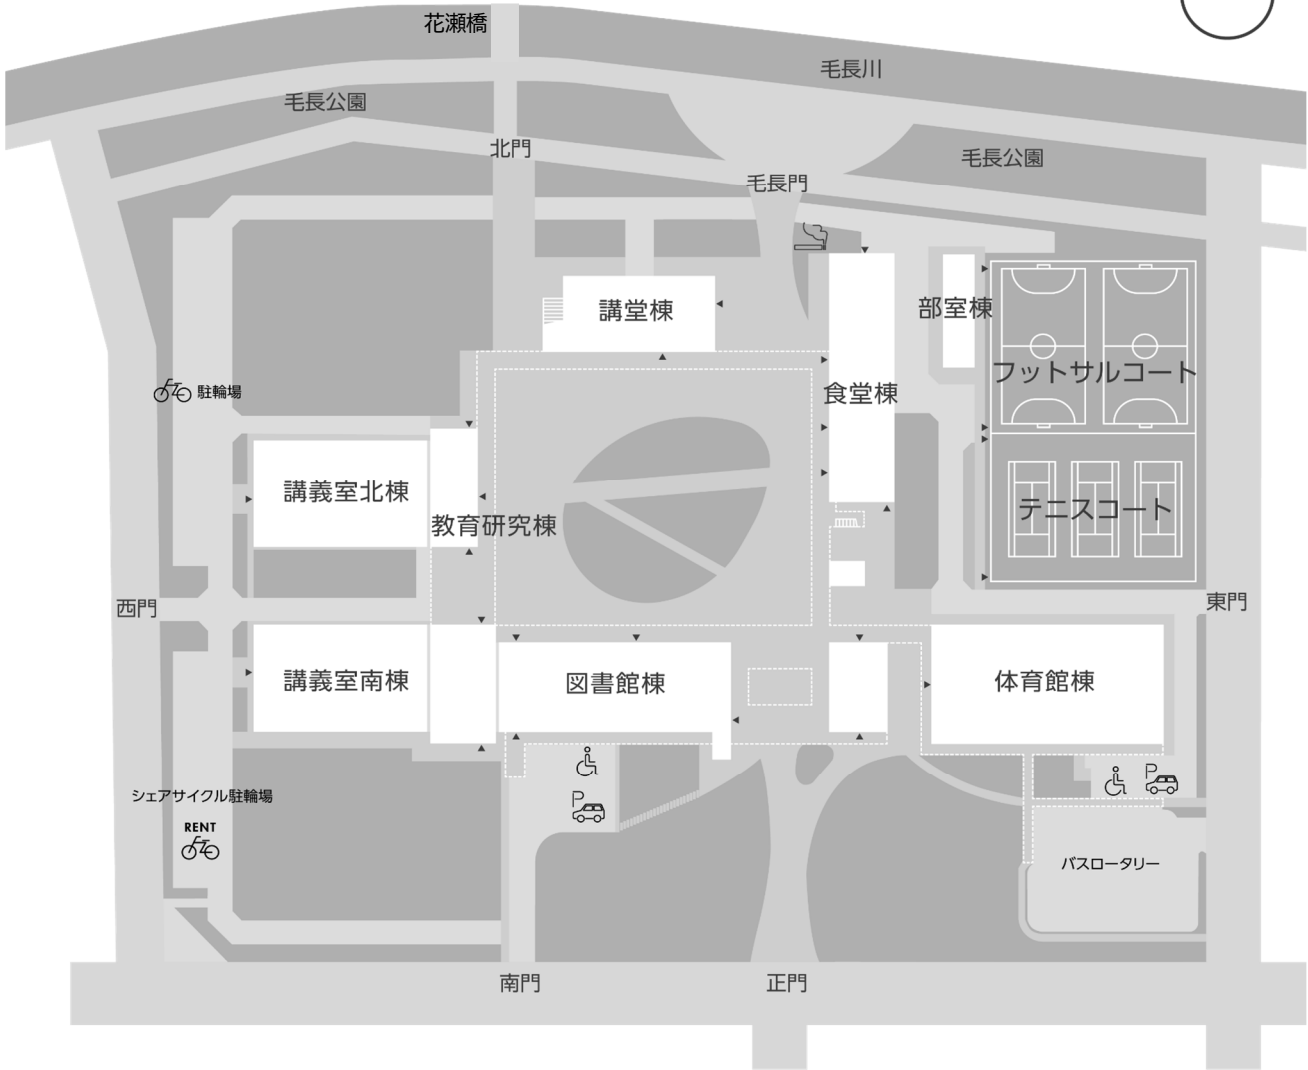 花瀬橋
毛長川
毛長公園
北門
毛長公園
毛長門
講堂棟
部室棟
フットサルコート
駐輪場
食堂棟
講義室北棟
教育研究棟
テニスコート
西門
東門
講義室南棟
図書館棟
体育館棟
P
P
シェアサイクル駐輪場
RENT
バスロータリー
南門
正門